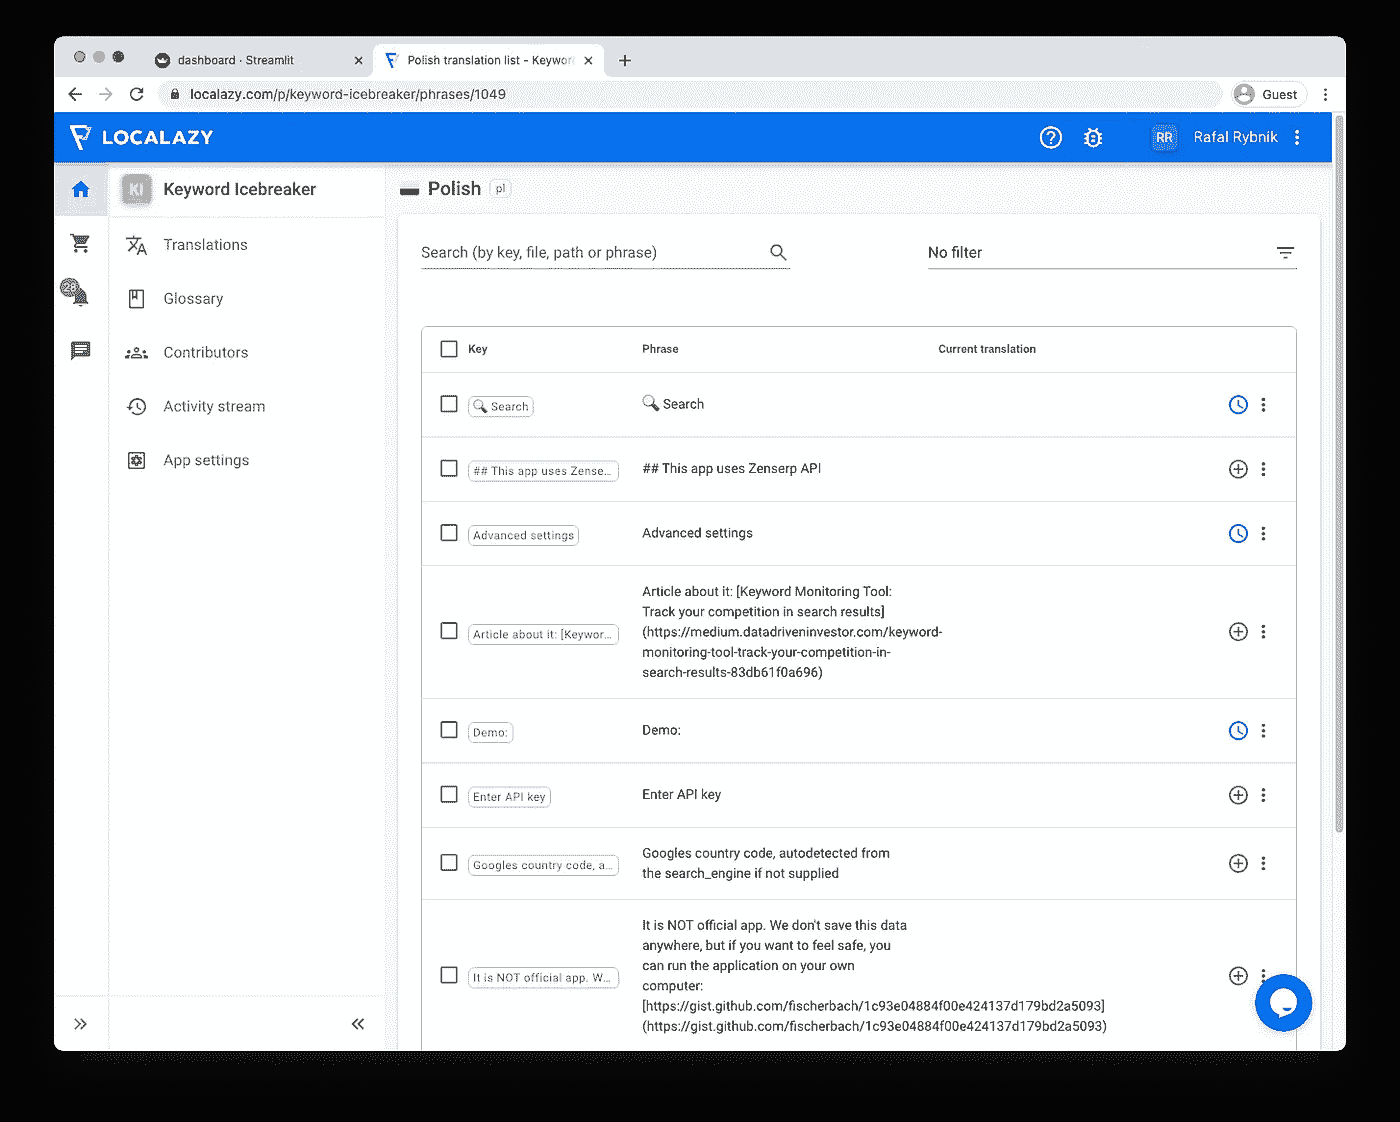 dashboard · Streamlit
Polish translation list - Keywor
localazy.com/p/keyword-icebreaker/phrases/1049
Guest
LOCALAZY
RR
Rafal Rybnik
KI
Keyword Icebreaker
Polish pl
Translations
Glossary
Contributors
Activity stream
App settings
28
Search (by key, file, path or phrase)
No filter
Key
Phrase
Current translation
Search
Search
## This app uses Zense...
## This app uses Zenserp API
Advanced settings
Advanced settings
Article about it: [Keywor...
Article about it: [Keyword Monitoring Tool:
Track your competition in search results]
(https://medium.datadriveninvestor.com/keyword-
monitoring-tool-track-your-competition-in-
search-results-83db61f0a696)
Demo:
Demo:
Enter API key
Enter API key
Googles country code, a...
Googles country code, autodetected from
the search_engine if not supplied
It is NOT official app. W...
It is NOT official app. We don't save this data
anywhere, but if you want to feel safe, you
can run the application on your own
computer:
[https://gist.github.com/fischerbach/1c93e04884f00e424137d179bd2a5093]
(https://gist.github.com/fischerbach/1c93e04884f00e424137d179bd2a5093)